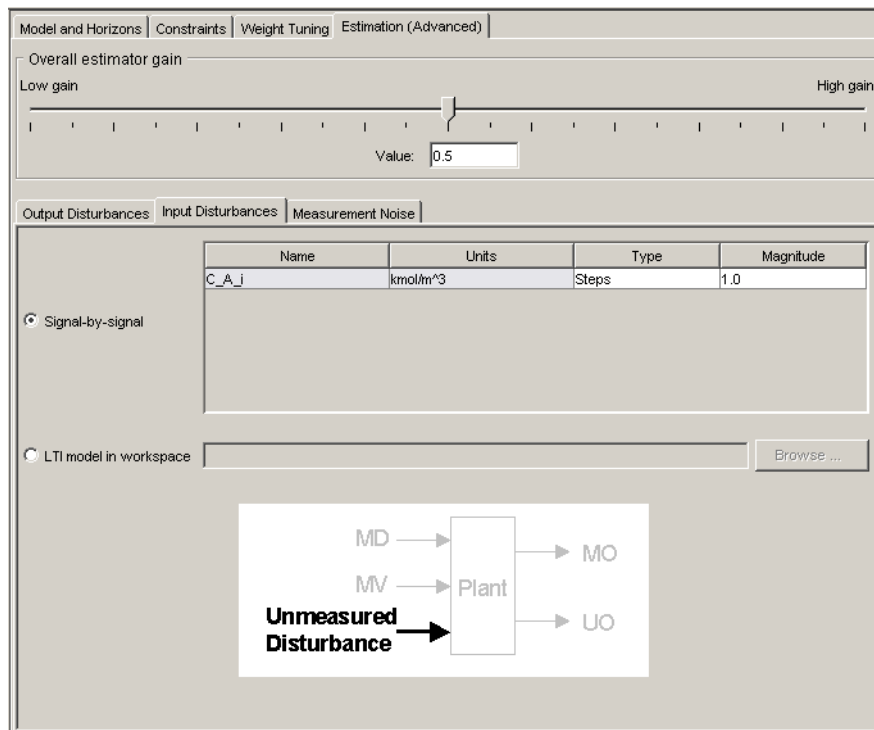 Model and Horizons Constraints Weight Tuning Estimation (Advanced)
Overall estimator gain
Low gain High gain
Value: 0.5
Output Disturbances Input Disturbances Measurement Noise
Name Units Type Magnitude
C_A_i kmol/m^3 Steps 1.0
Signal-by-signal
LTI model in workspace Browse ...
MD
MO
MV
Plant
Unmeasured
Disturbance
UO